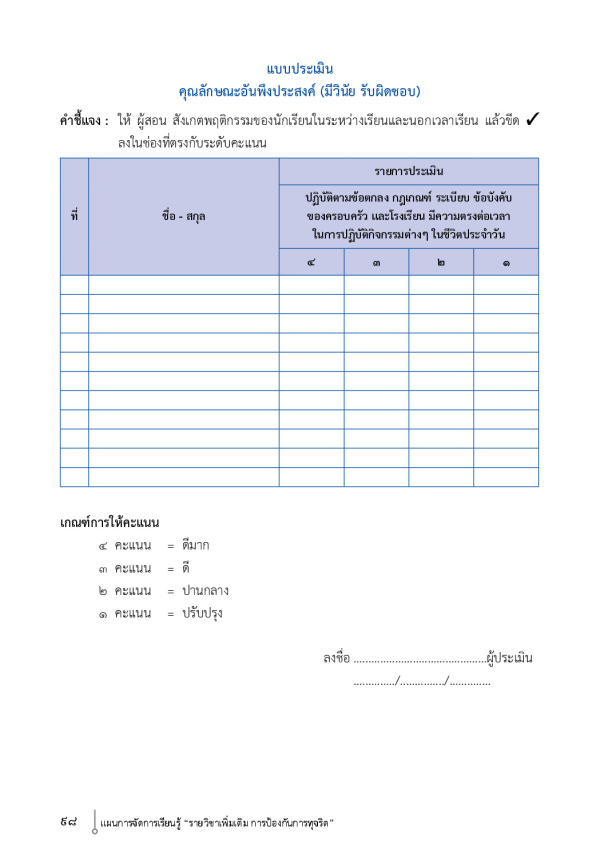 แบบประเมิน
คุณลักษณะอันพึงประสงค์ (มีวินัย รับผิดชอบ)
คำชี้แจง : ให้ ผู้สอน สังเกตพฤติกรรมของนักเรียนในระหว่างเรียนและนอกเวลาเรียน แล้วขีด ✓
ลงในช่องที่ตรงกับระดับคะแนน
ที่
ชื่อ - สกุล
รายการประเมิน
ปฏิบัติตามข้อตกลง กฎเกณฑ์ ระเบียบ ข้อบังคับ
ของครอบครัว และโรงเรียน มีความตรงต่อเวลา
ในการปฏิบัติกิจกรรมต่างๆ ในชีวิตประจำวัน
๔ ๓ ๒ ๑
เกณฑ์การให้คะแนน
๔ คะแนน = ดีมาก
๓ คะแนน = ดี
๒ คะแนน = ปานกลาง
๑ คะแนน = ปรับปรุง
ลงชื่อ .............................................ผู้ประเมิน
............../.............../..............
๙๘ แผนการจัดการเรียนรู้ “รายวิชาเพิ่มเติม การป้องกันการทุจริต”